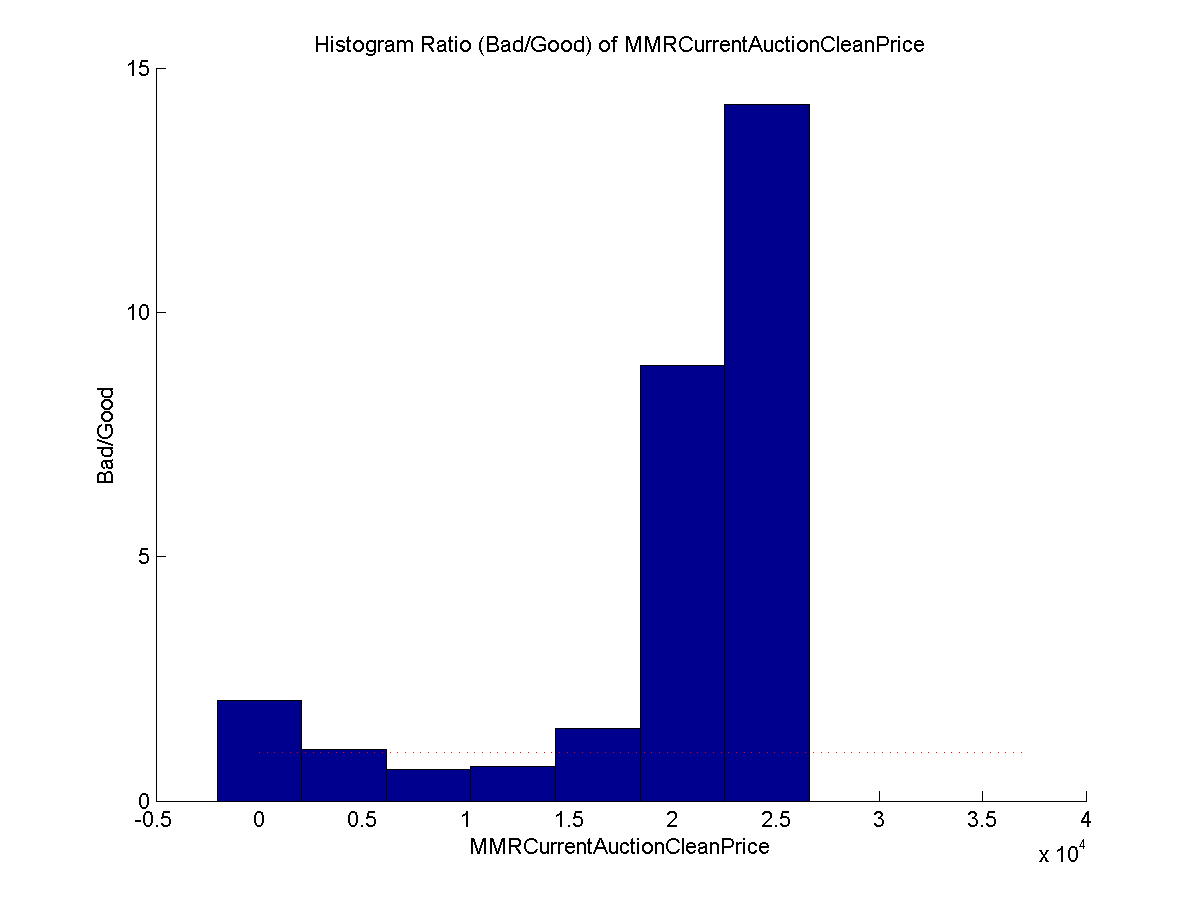 Histogram Ratio (Bad/Good) of MMRCurrentAuctionCleanPrice
15
10
5
0
Bad/Good
-0.5 0 0.5 1 1.5 2 2.5 3 3.5 4
MMRCurrentAuctionCleanPrice
x 10^4